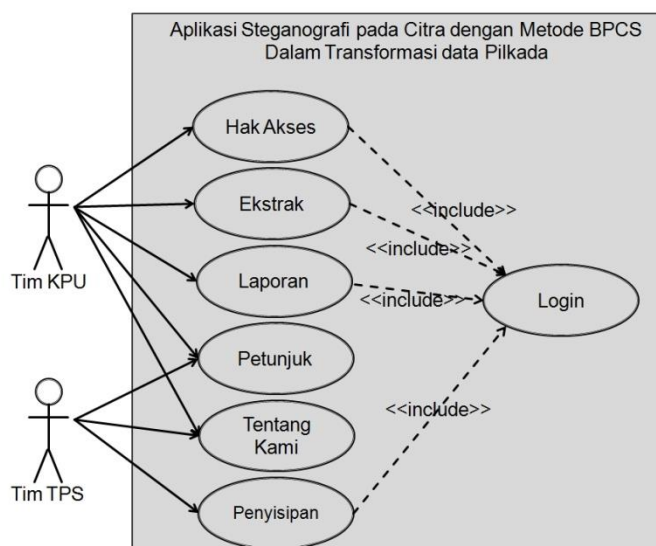 Aplikasi Steganografi pada Citra dengan Metode BPCS
Dalam Transformasi data Pilkada
Hak Akses
Ekstrak
<<include>>
<<include>>
Tim KPU
Laporan
<<include>>
Login
Petunjuk
<<include>>
Tentang
Kami
Tim TPS
Penyisipan